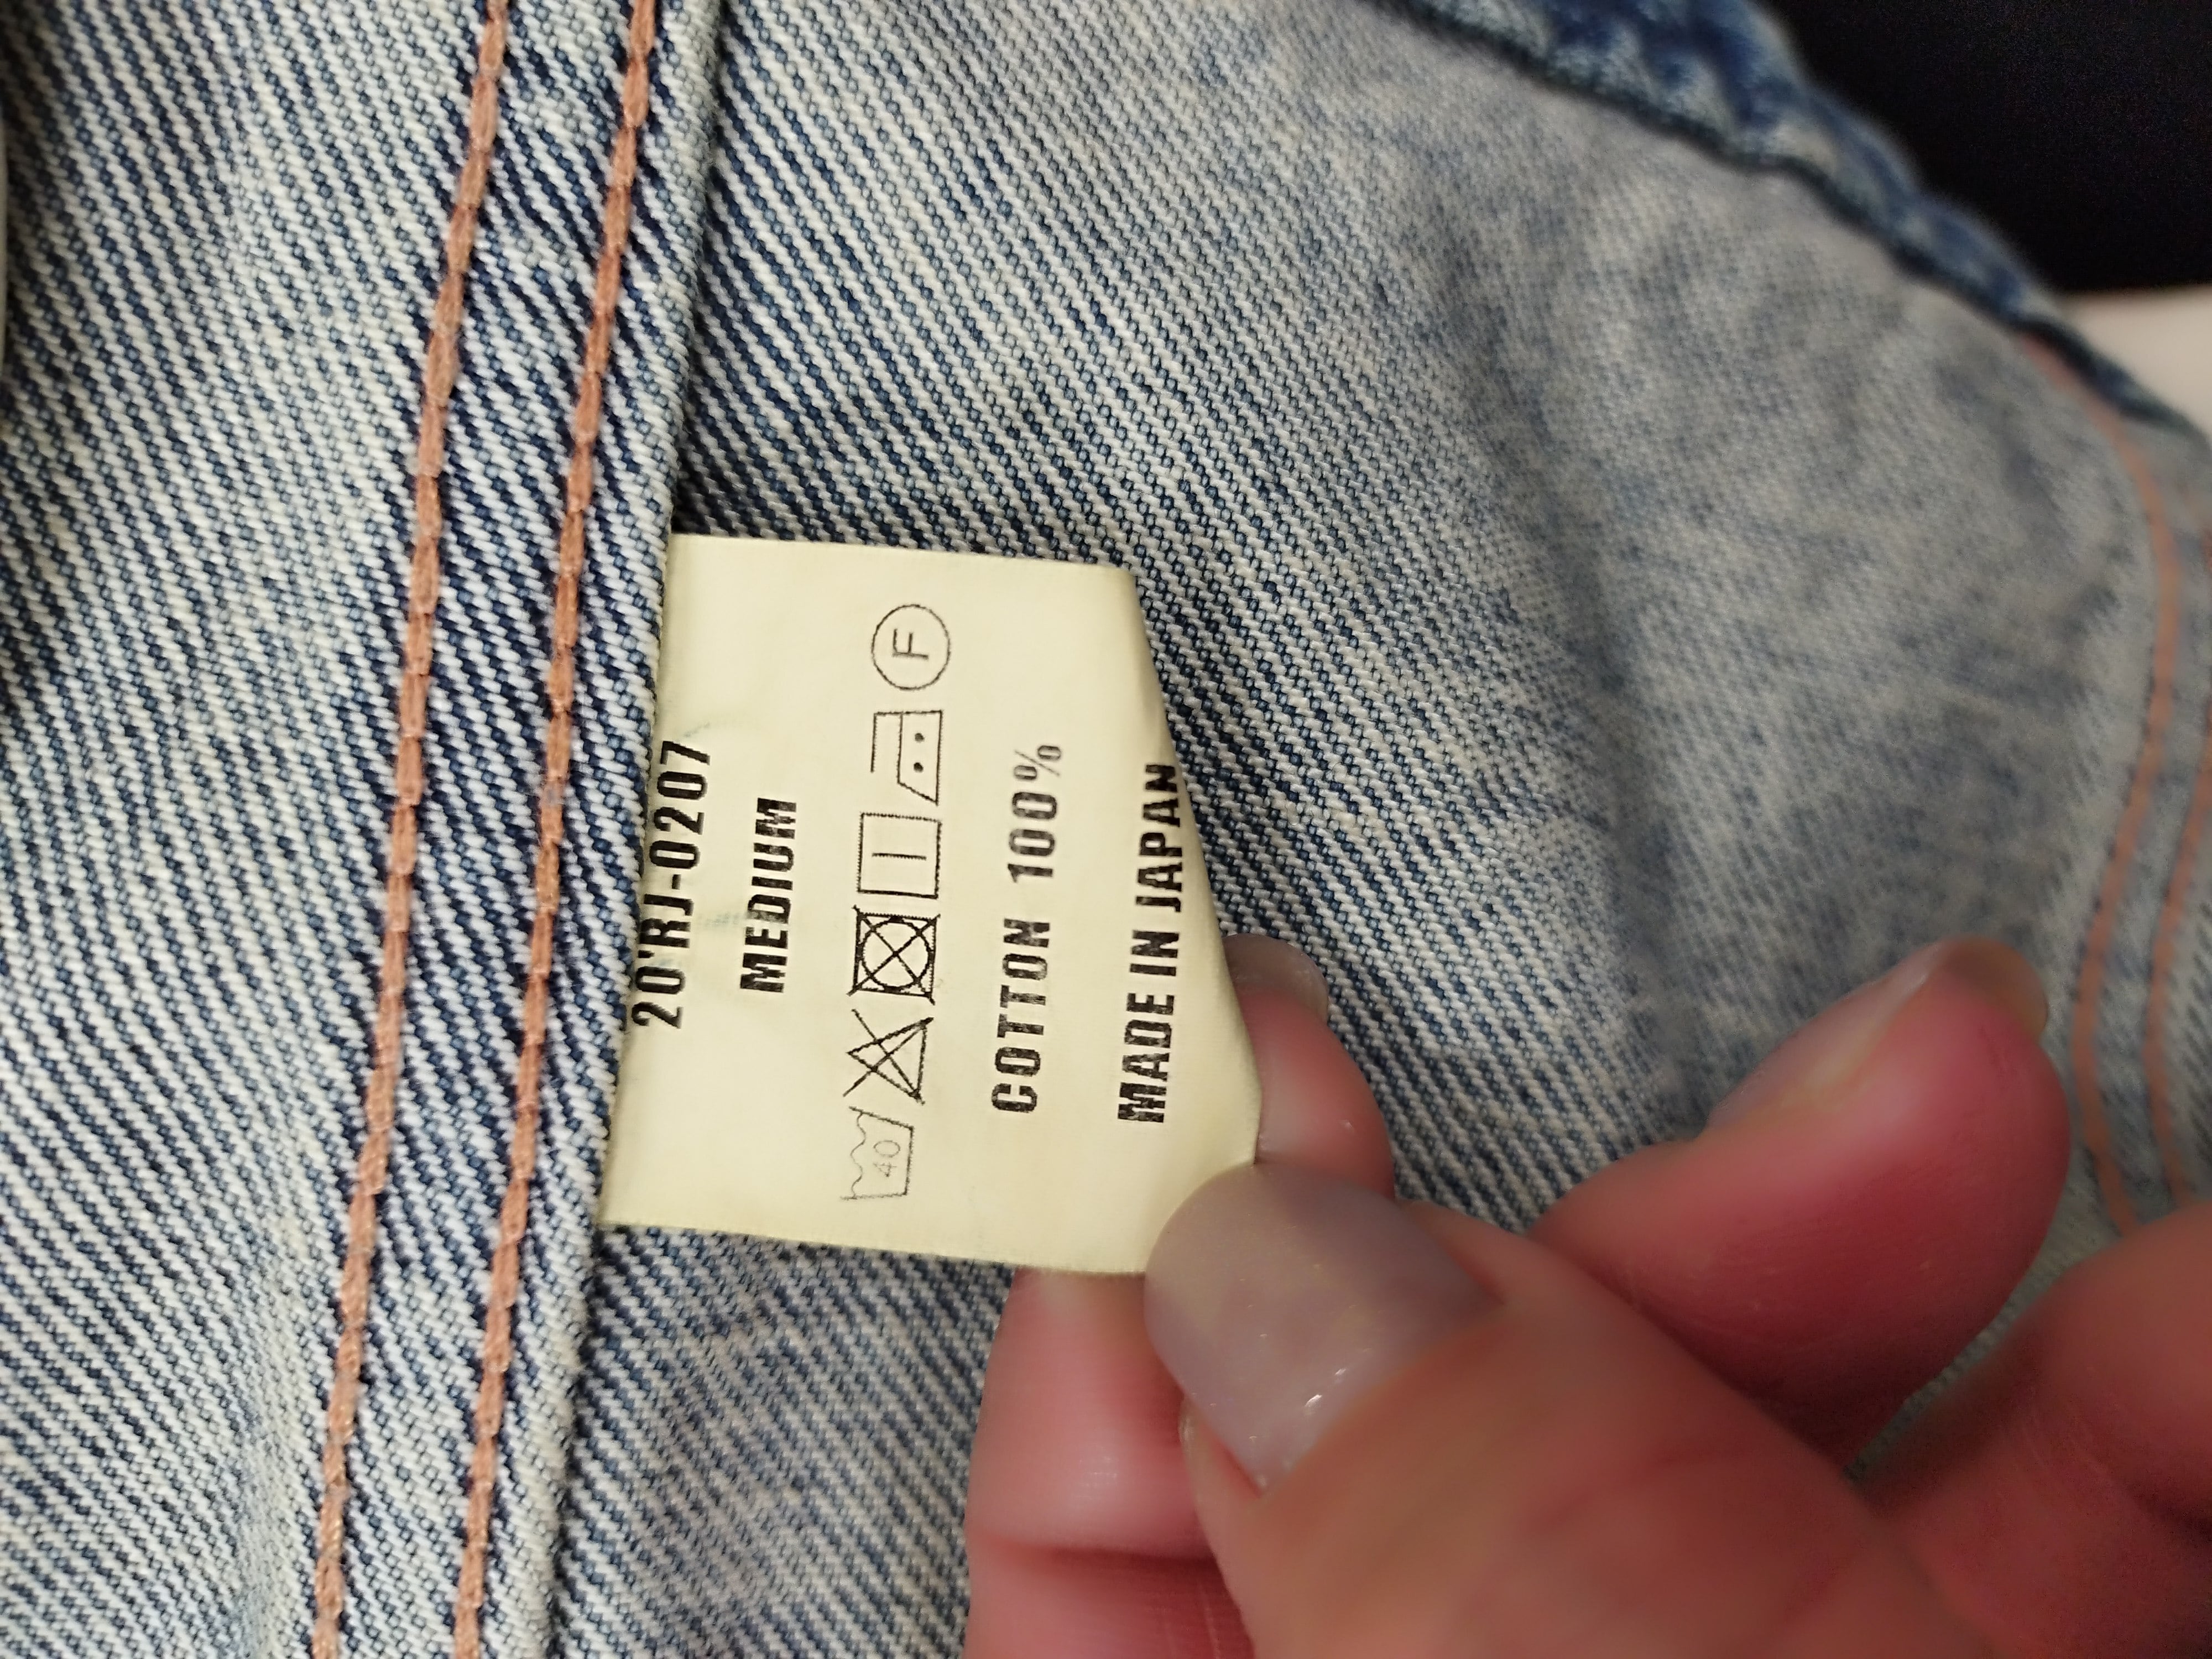 20'RJ-0207
MEDIUM
40 F
COTTON 100%
MADE IN JAPAN